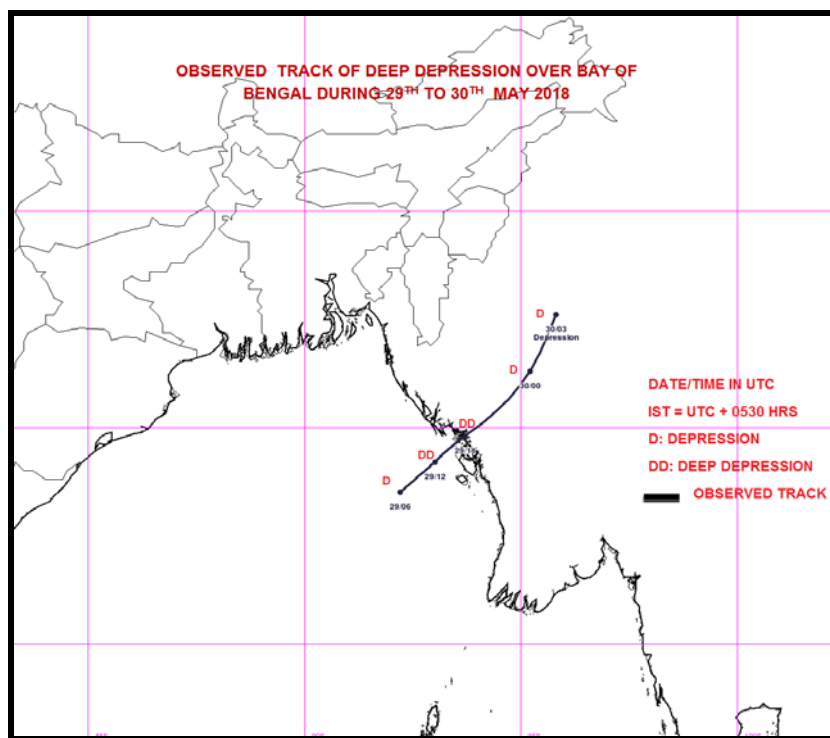 OBSERVED TRACK OF DEEP DEPRESSION OVER BAY OF
BENGAL DURING 29TH TO 30TH MAY 2018
D
30/03
Depression
D
30/00
DATE/TIME IN UTC
IST = UTC + 0530 HRS
DD
D: DEPRESSION
DD
DD: DEEP DEPRESSION
29/12
D
OBSERVED TRACK
29/06